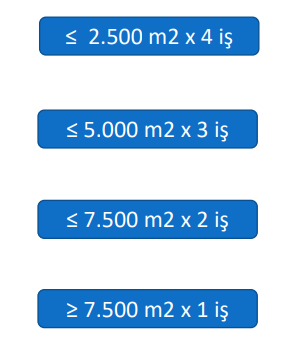 ≤ 2.500 m2 x 4 iş
≤ 5.000 m2 x 3 iş
≤ 7.500 m2 x 2 iş
≥ 7.500 m2 x 1 iş